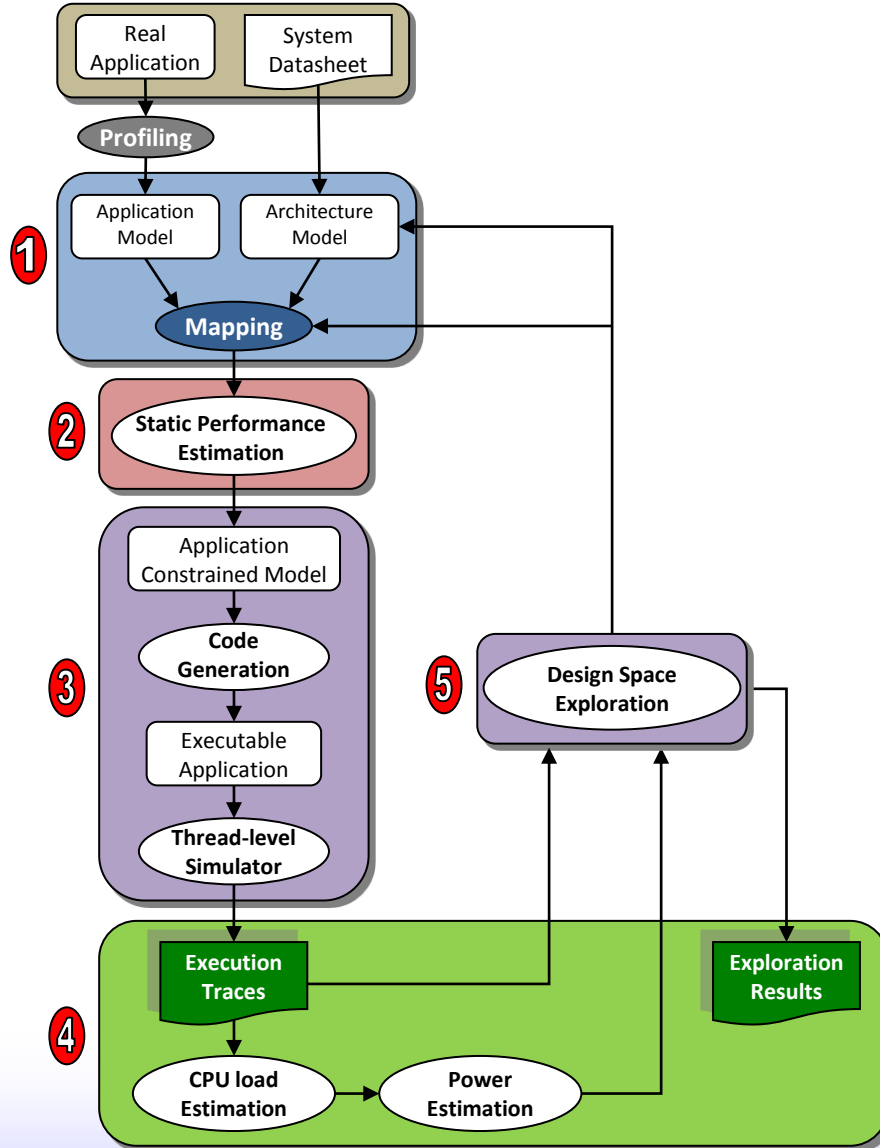 Real
Application
System
Datasheet
Profiling
Application
Model
Architecture
Model
1
Mapping
2
Static Performance
Estimation
Application
Constrained Model
Code
Generation
3
Executable
Application
Thread-level
Simulator
5
Design Space
Exploration
Execution
Traces
Exploration
Results
4
CPU load
Estimation
Power
Estimation